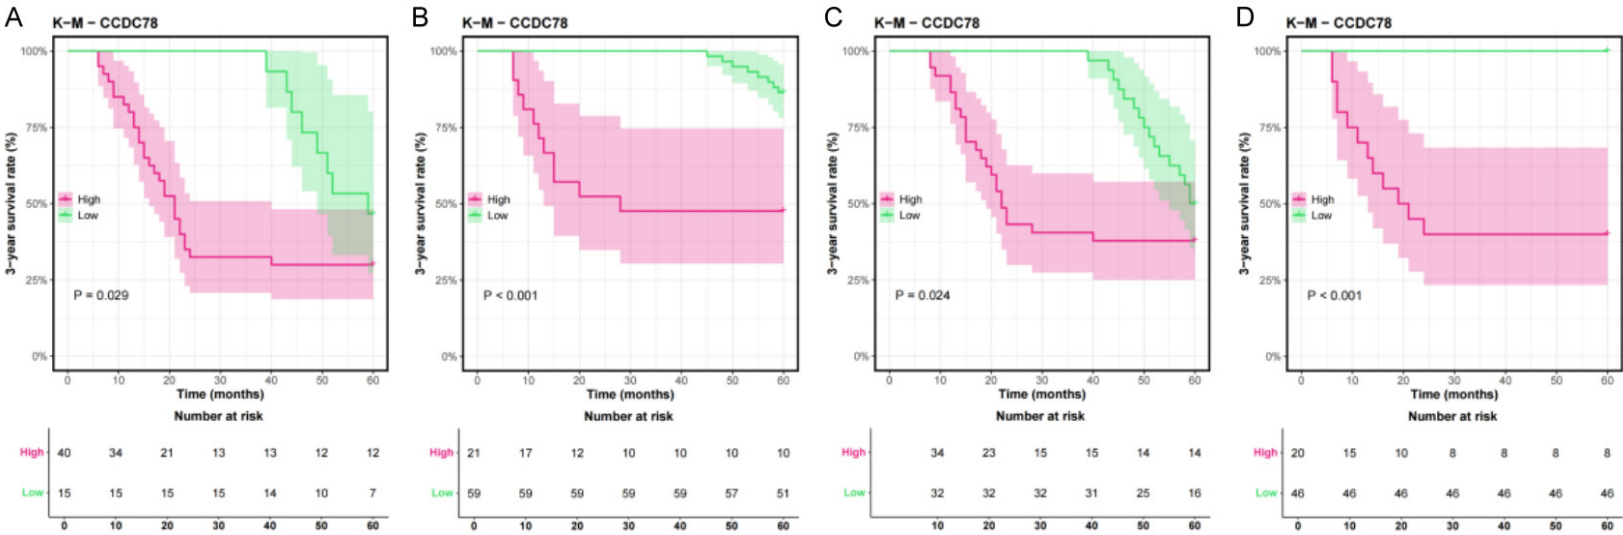 A
K−M − CCDC78
3−year survival rate (%)
100%
75%
50%
25%
0%
High
Low
P = 0.029
0 10 20 30 40 50 60
Time (months)
Number at risk
High 40 34 21 13 13 12 12
Low 15 15 15 15 14 10 7
0 10 20 30 40 50 60
B
K−M − CCDC78
3−year survival rate (%)
100%
75%
50%
25%
0%
High
Low
P < 0.001
0 10 20 30 40 50 60
Time (months)
Number at risk
High 21 17 12 10 10 10 10
Low 59 59 59 59 59 57 51
0 10 20 30 40 50 60
C
K−M − CCDC78
3−year survival rate (%)
100%
75%
50%
25%
0%
High
Low
P = 0.024
0 10 20 30 40 50 60
Time (months)
Number at risk
High 34 23 15 15 14 14
Low 32 32 32 31 25 16
10 20 30 40 50 60
D
K−M − CCDC78
3−year survival rate (%)
100%
75%
50%
25%
0%
High
Low
P < 0.001
0 10 20 30 40 50 60
Time (months)
Number at risk
High 20 15 10 8 8 8 8
Low 46 46 46 46 46 46 46
0 10 20 30 40 50 60